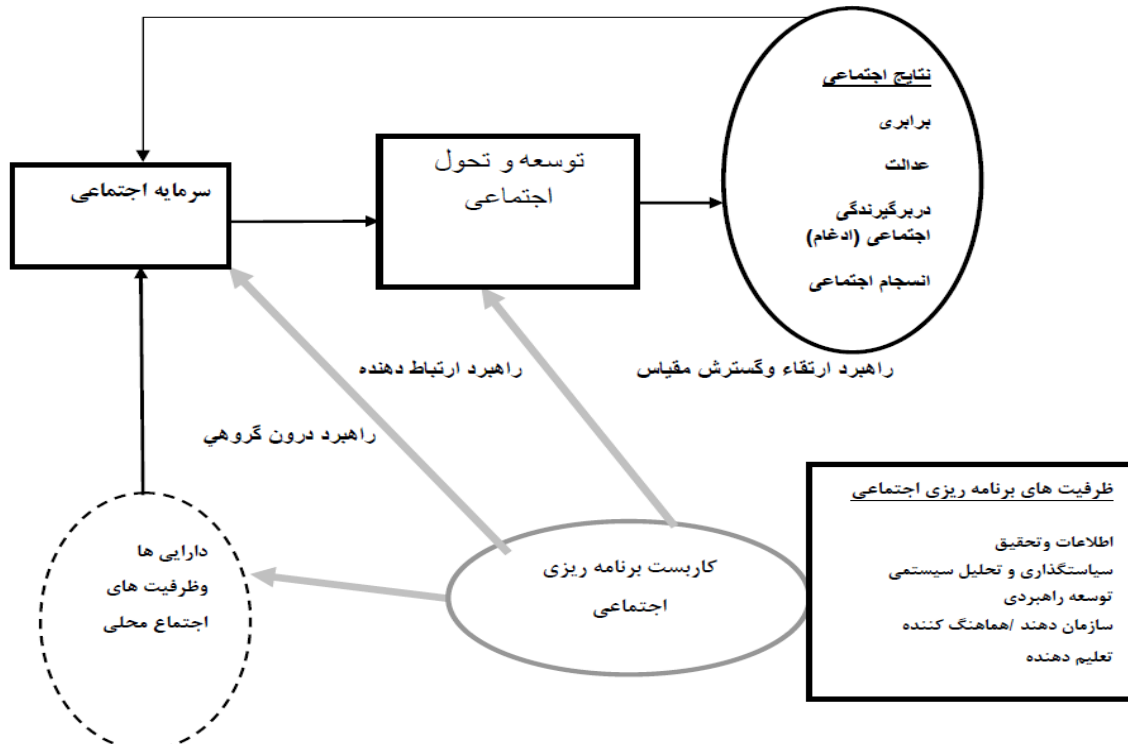 نتایج اجتماعی
برابری
عدالت
دربرگیرندگی
اجتماعی (ادغام)
انسجام اجتماعی
توسعه و تحول
اجتماعی
سرمایه اجتماعی
راهبرد ارتقاء وگسترش مقیاس
راهبرد ارتباط دهنده
راهبرد درون گروهي
ظرفیت های برنامه ریزی اجتماعی
اطلاعات وتحقیق
سیاستگذاری و تحلیل سیستمی
توسعه راهبردی
سازمان دهند /هماهنگ کننده
تعلیم دهنده
کاربست برنامه ریزی
اجتماعی
دارایی ها
وظرفیت های
اجتماع محلی